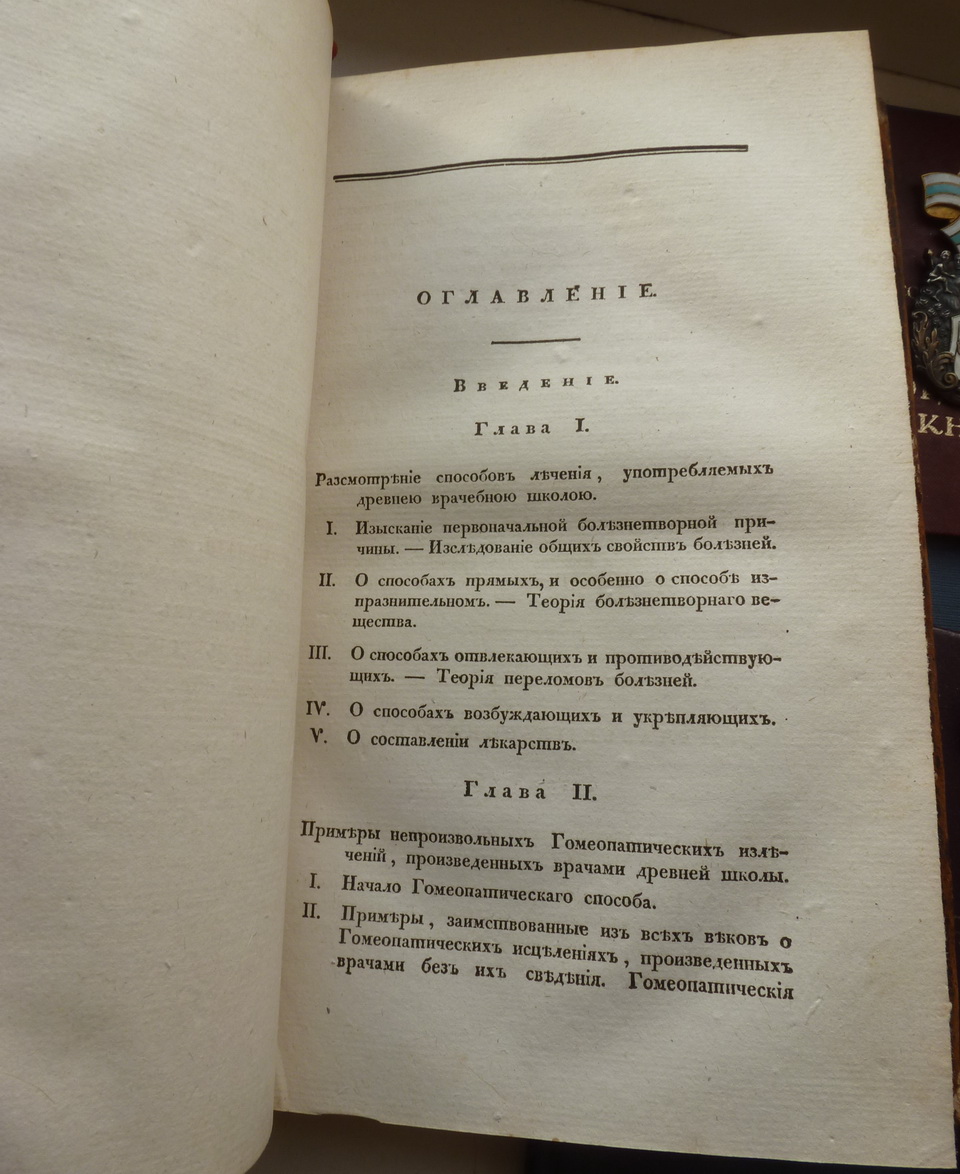 ОГЛАВЛЕНІЕ.
Введеніе.
Глава I.
Разсмотрѣніе способовъ лѣченія, употребляемыхъ
древнею врачебною школою.
I. Изысканіе первоначальной болѣзнетворной при-
чины. — Изслѣдованіе общихъ свойствъ болѣзней.
II. О способахъ прямыхъ, и особенно о способѣ из-
празнительномъ. — Теорія болѣзнетворнаго ве-
щества.
III. О способахъ отвлекающихъ и противодѣйствую-
щихъ. — Теорія переломовъ болѣзней.
IV. О способахъ возбуждающихъ и укрѣпляющихъ.
V. О составленіи лѣкарствъ.
Глава II.
Примѣры непроизвольныхъ Гомеопатическихъ излѣ-
ченій, произведенныхъ врачами древней школы.
I. Начало Гомеопатическаго способа.
II. Примѣры, заимствованные изъ всѣхъ вѣковъ о
Гомеопатическихъ исцѣленіяхъ, произведенныхъ
врачами безъ ихъ свѣдѣнія. Гомеопатическія